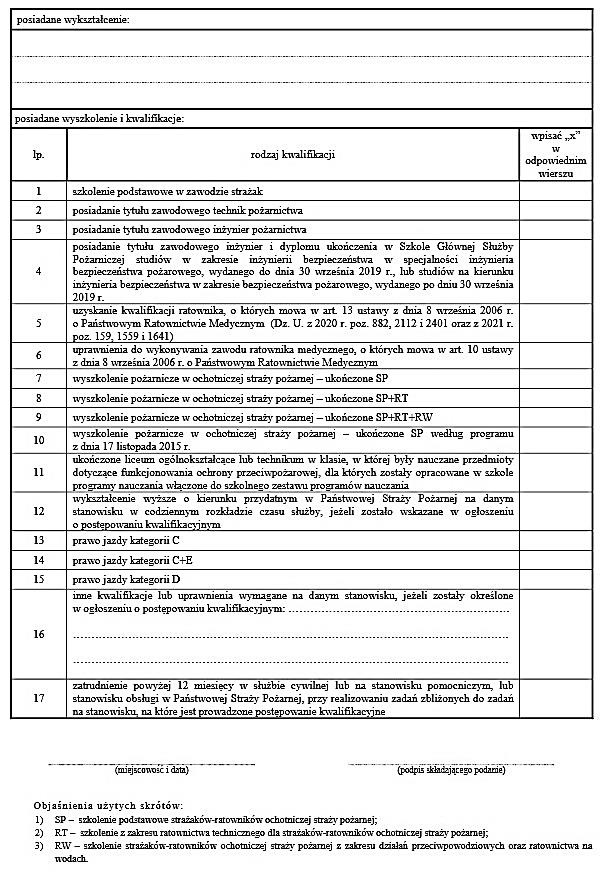 posiadane wykształcenie:
posiadane wyszkolenie i kwalifikacje:
lp.
rodzaj kwalifikacji
wpisać „x”
w
odpowiednim
wierszu
1
szkolenie podstawowe w zawodzie strażak
2
posiadanie tytułu zawodowego technik pożarnictwa
3
posiadanie tytułu zawodowego inżynier pożarnictwa
4
posiadanie tytułu zawodowego inżynier i dyplomu ukończenia w Szkole Głównej Służby
Pożarniczej studiów w zakresie inżynierii bezpieczeństwa w specjalności inżynieria
bezpieczeństwa pożarowego, wydanego do dnia 30 września 2019 r., lub studiów na kierunku
inżynieria bezpieczeństwa w zakresie bezpieczeństwa pożarowego, wydanego po dniu 30 września
2019 r.
5
uzyskanie kwalifikacji ratownika, o których mowa w art. 13 ustawy z dnia 8 września 2006 r.
o Państwowym Ratownictwie Medycznym (Dz. U. z 2020 r. poz. 882, 2112 i 2401 oraz z 2021 r.
poz. 159, 1559 i 1641)
6
uprawnienia do wykonywania zawodu ratownika medycznego, o których mowa w art. 10 ustawy
z dnia 8 września 2006 r. o Państwowym Ratownictwie Medycznym
7
wyszkolenie pożarnicze w ochotniczej straży pożarnej – ukończone SP
8
wyszkolenie pożarnicze w ochotniczej straży pożarnej – ukończone SP+RT
9
wyszkolenie pożarnicze w ochotniczej straży pożarnej – ukończone SP+RT+RW
10
wyszkolenie pożarnicze w ochotniczej straży pożarnej – ukończone SP według programu
z dnia 17 listopada 2015 r.
11
ukończone liceum ogólnokształcące lub technikum w klasie, w której były nauczane przedmioty
dotyczące funkcjonowania ochrony przeciwpożarowej, dla których zostały opracowane w szkole
programy nauczania włączone do szkolnego zestawu programów nauczania
12
wykształcenie wyższe o kierunku przydatnym w Państwowej Straży Pożarnej na danym
stanowisku w codziennym rozkładzie czasu służby, jeżeli zostało wskazane w ogłoszeniu
o postępowaniu kwalifikacyjnym
13
prawo jazdy kategorii C
14
prawo jazdy kategorii C+E
15
prawo jazdy kategorii D
16
inne kwalifikacje lub uprawnienia wymagane na danym stanowisku, jeżeli zostały określone
w ogłoszeniu o postępowaniu kwalifikacyjnym: ……………………………………………
17
zatrudnienie powyżej 12 miesięcy w służbie cywilnej lub na stanowisku pomocniczym, lub
stanowisku obsługi w Państwowej Straży Pożarnej, przy realizowaniu zadań zbliżonych do zadań
na stanowisku, na które jest prowadzone postępowanie kwalifikacyjne
(miejscowość i data)
(podpis składającego podanie)
Objaśnienia użytych skrótów:
1) SP – szkolenie podstawowe strażaków-ratowników ochotniczej straży pożarnej;
2) RT – szkolenie z zakresu ratownictwa technicznego dla strażaków-ratowników ochotniczej straży pożarnej;
3) RW – szkolenie strażaków-ratowników ochotniczej straży pożarnej z zakresu działań przeciwpowodziowych oraz ratownictwa na
wodach.